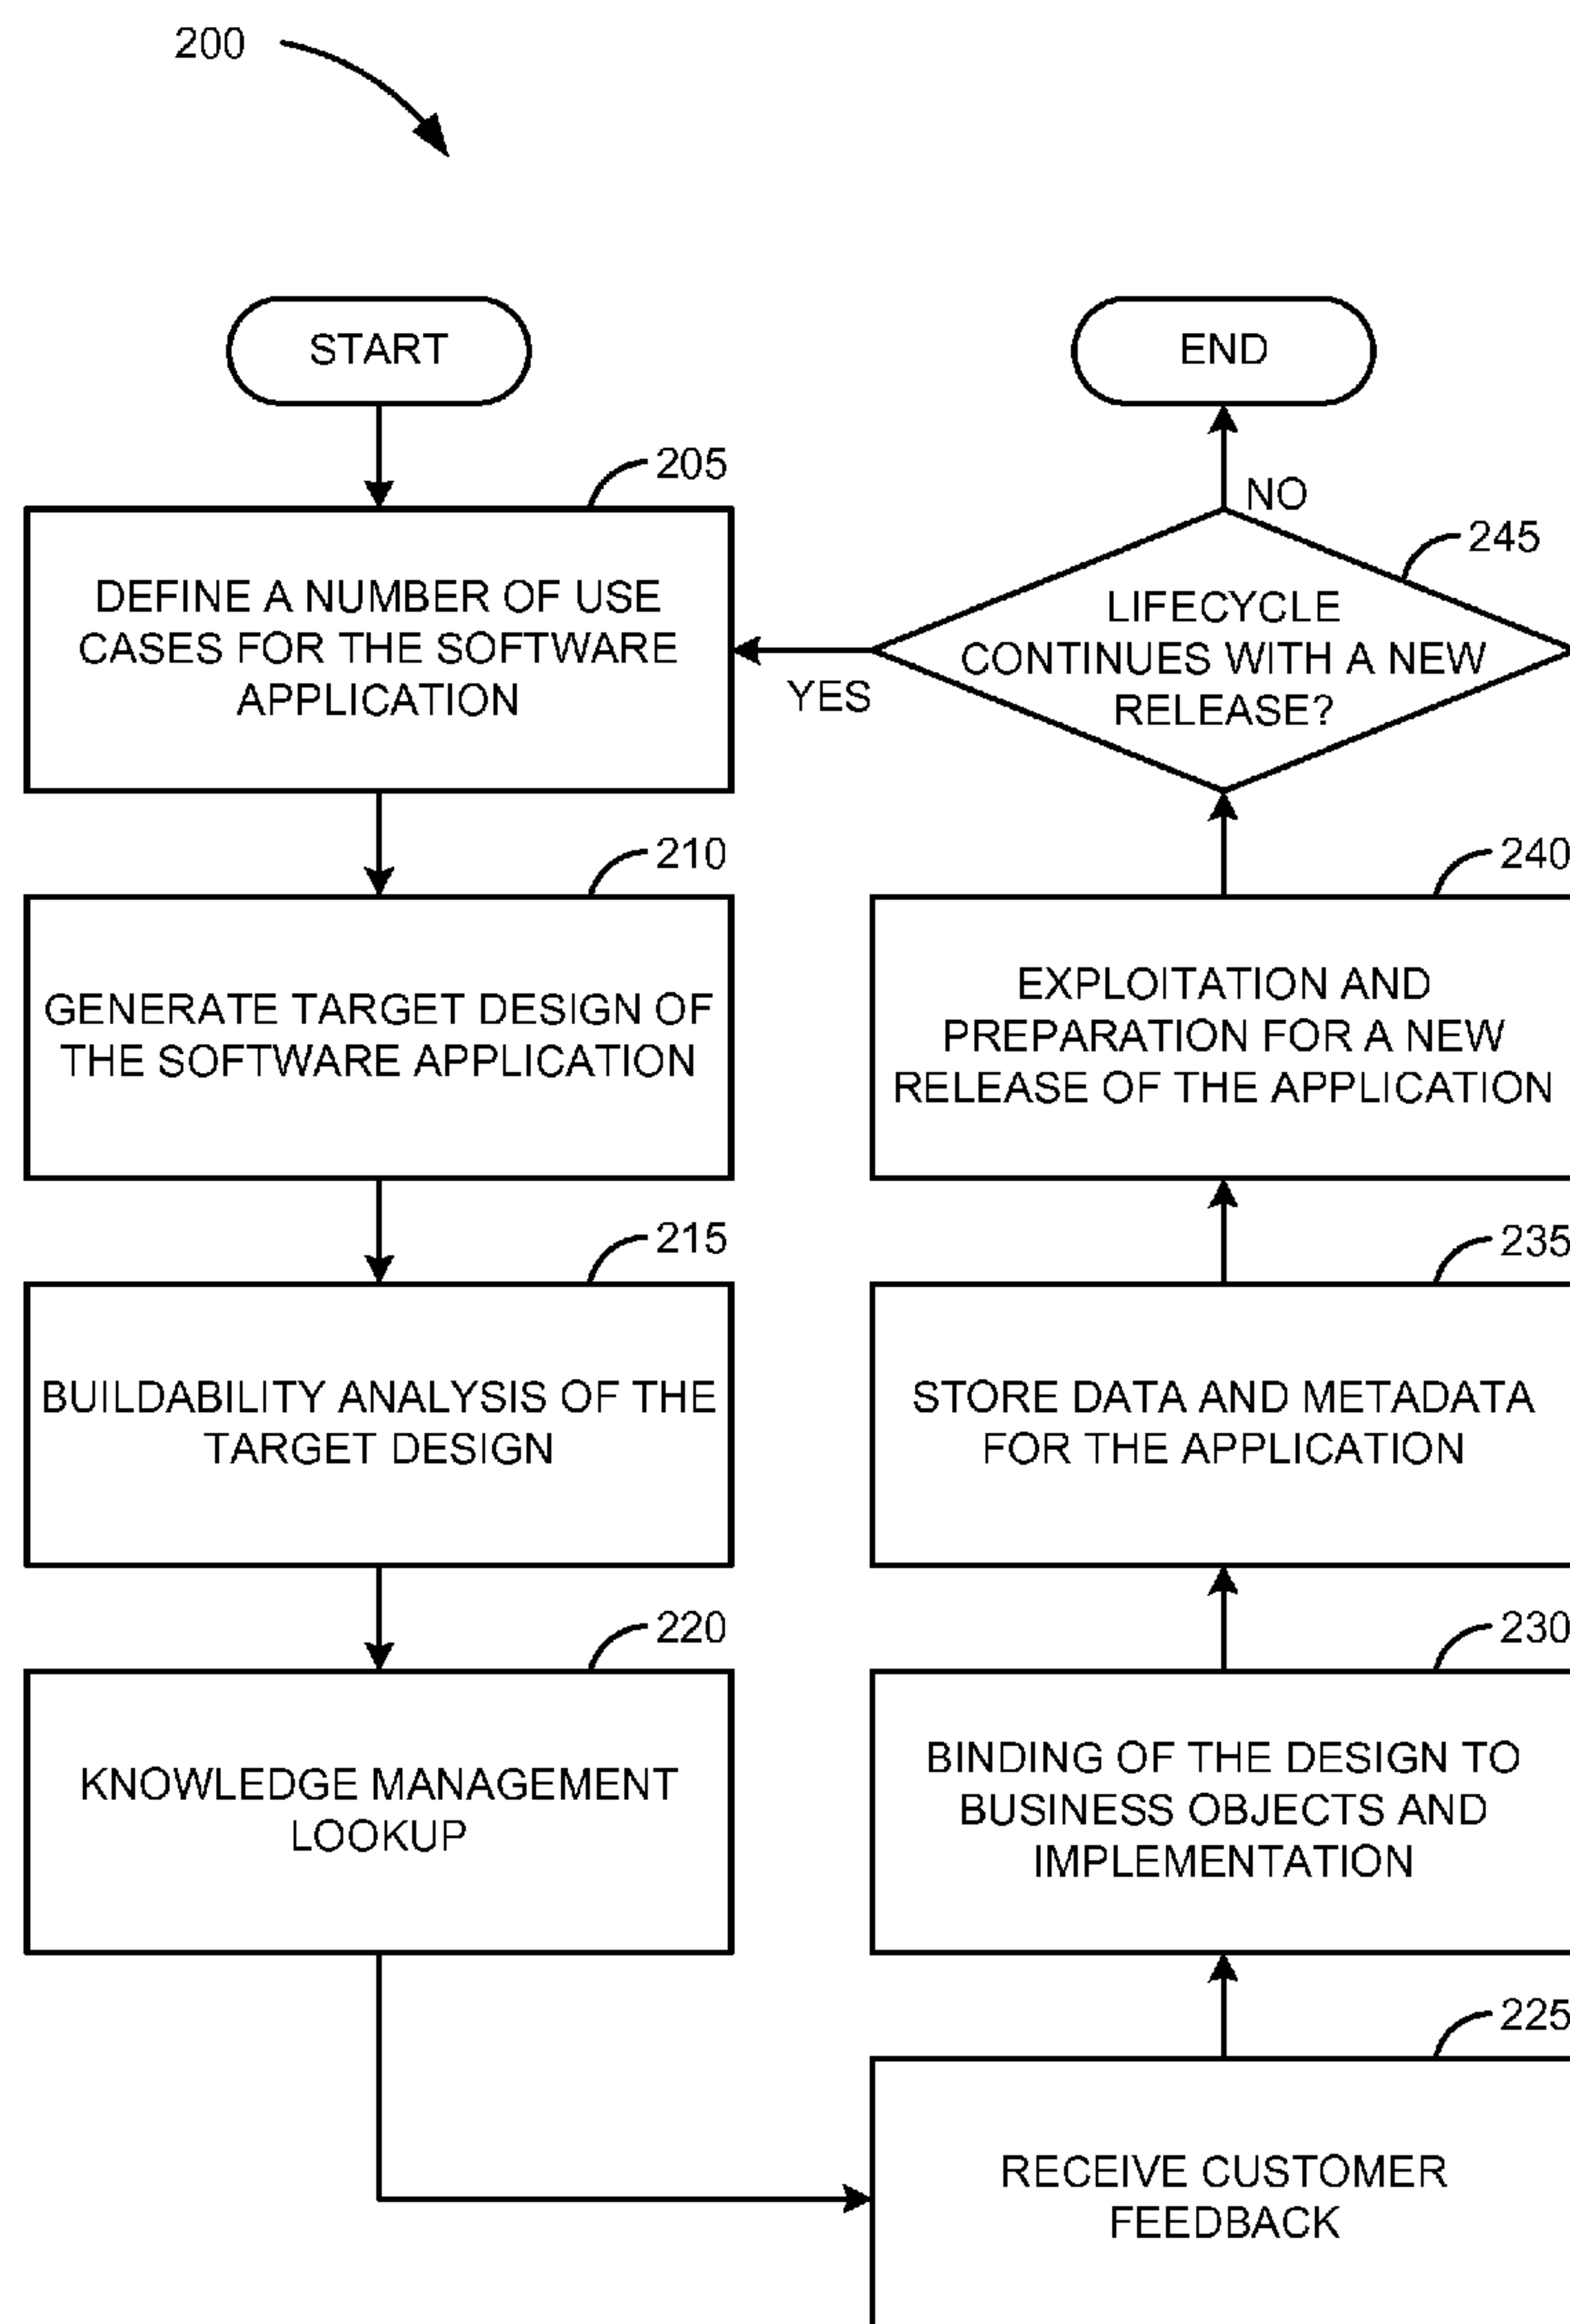 200
START
205
DEFINE A NUMBER OF USE
CASES FOR THE SOFTWARE
APPLICATION
210
GENERATE TARGET DESIGN OF
THE SOFTWARE APPLICATION
215
BUILDABILITY ANALYSIS OF THE
TARGET DESIGN
220
KNOWLEDGE MANAGEMENT
LOOKUP
225
RECEIVE CUSTOMER
FEEDBACK
230
BINDING OF THE DESIGN TO
BUSINESS OBJECTS AND
IMPLEMENTATION
235
STORE DATA AND METADATA
FOR THE APPLICATION
240
EXPLOITATION AND
PREPARATION FOR A NEW
RELEASE OF THE APPLICATION
245
LIFECYCLE
CONTINUES WITH A NEW
RELEASE?
YES
NO
END